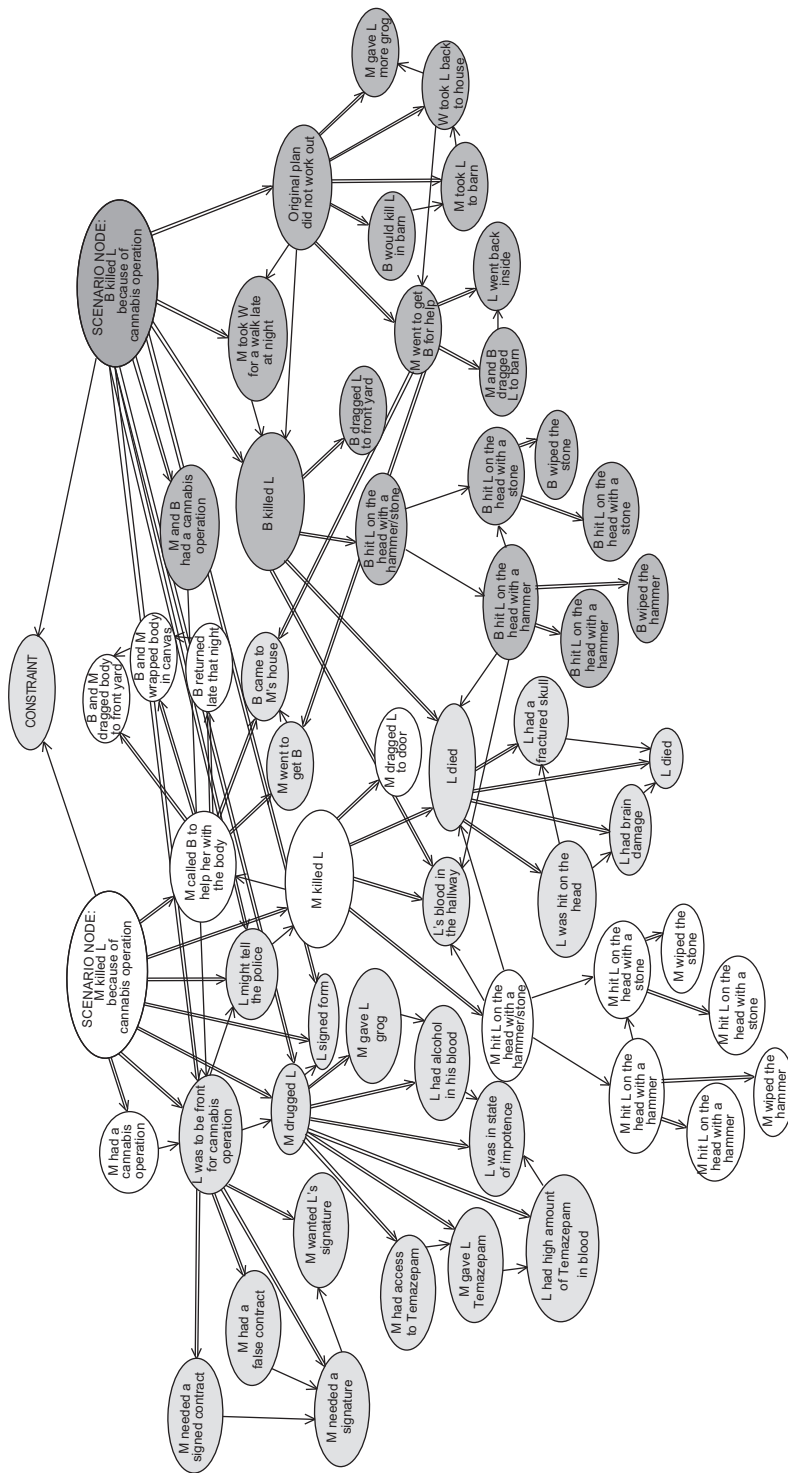 CONSTRAINT
SCENARIO NODE:
M killed L
because of
cannabis operation
SCENARIO NODE:
B killed L
because of
cannabis operation
M had a
cannabis
operation
L was to be front
for cannabis
operation
M needed a
signed contract
M had a
false contract
M needed a
signature
M wanted L's
signature
L might tell
the police
M drugged L
L signed form
M gave L
grog
L had alcohol
in his blood
L was in state
of impotence
M had access
to Temazepam
M gave L
Temazepam
L had high amount
of Temazepam
in blood
M called B to
help her with
the body
B and M
dragged body
to front yard
B and M
wrapped body
in canvas
B returned
late that night
B came to
M's house
M went to
get B
M killed L
M dragged L
to door
L's blood in
the hallway
L died
L had a
fractured skull
L was hit on the
head
L had brain
damage
L died
M hit L on the
head with a
hammer/stone
M hit L on the
head with a
stone
M wiped the
stone
M hit L on the
head with a
stone
M hit L on the
head with a
hammer
M hit L on the
head with a
hammer
M wiped the
hammer
M and B
had a cannabis
operation
M took W
for a walk late
at night
B killed L
B dragged L
to front yard
B hit L on the
head with a
hammer/stone
B hit L on the
head with a
stone
B wiped the
stone
B hit L on the
head with a
stone
B hit L on the
head with a
hammer
B hit L on the
head with a
hammer
B wiped the
hammer
Original plan
did not work out
M gave L
more grog
W took L back
to house
M took L
to barn
B would kill L
in barn
M went to get
B for help
L went back
inside
M and B
dragged
L to barn